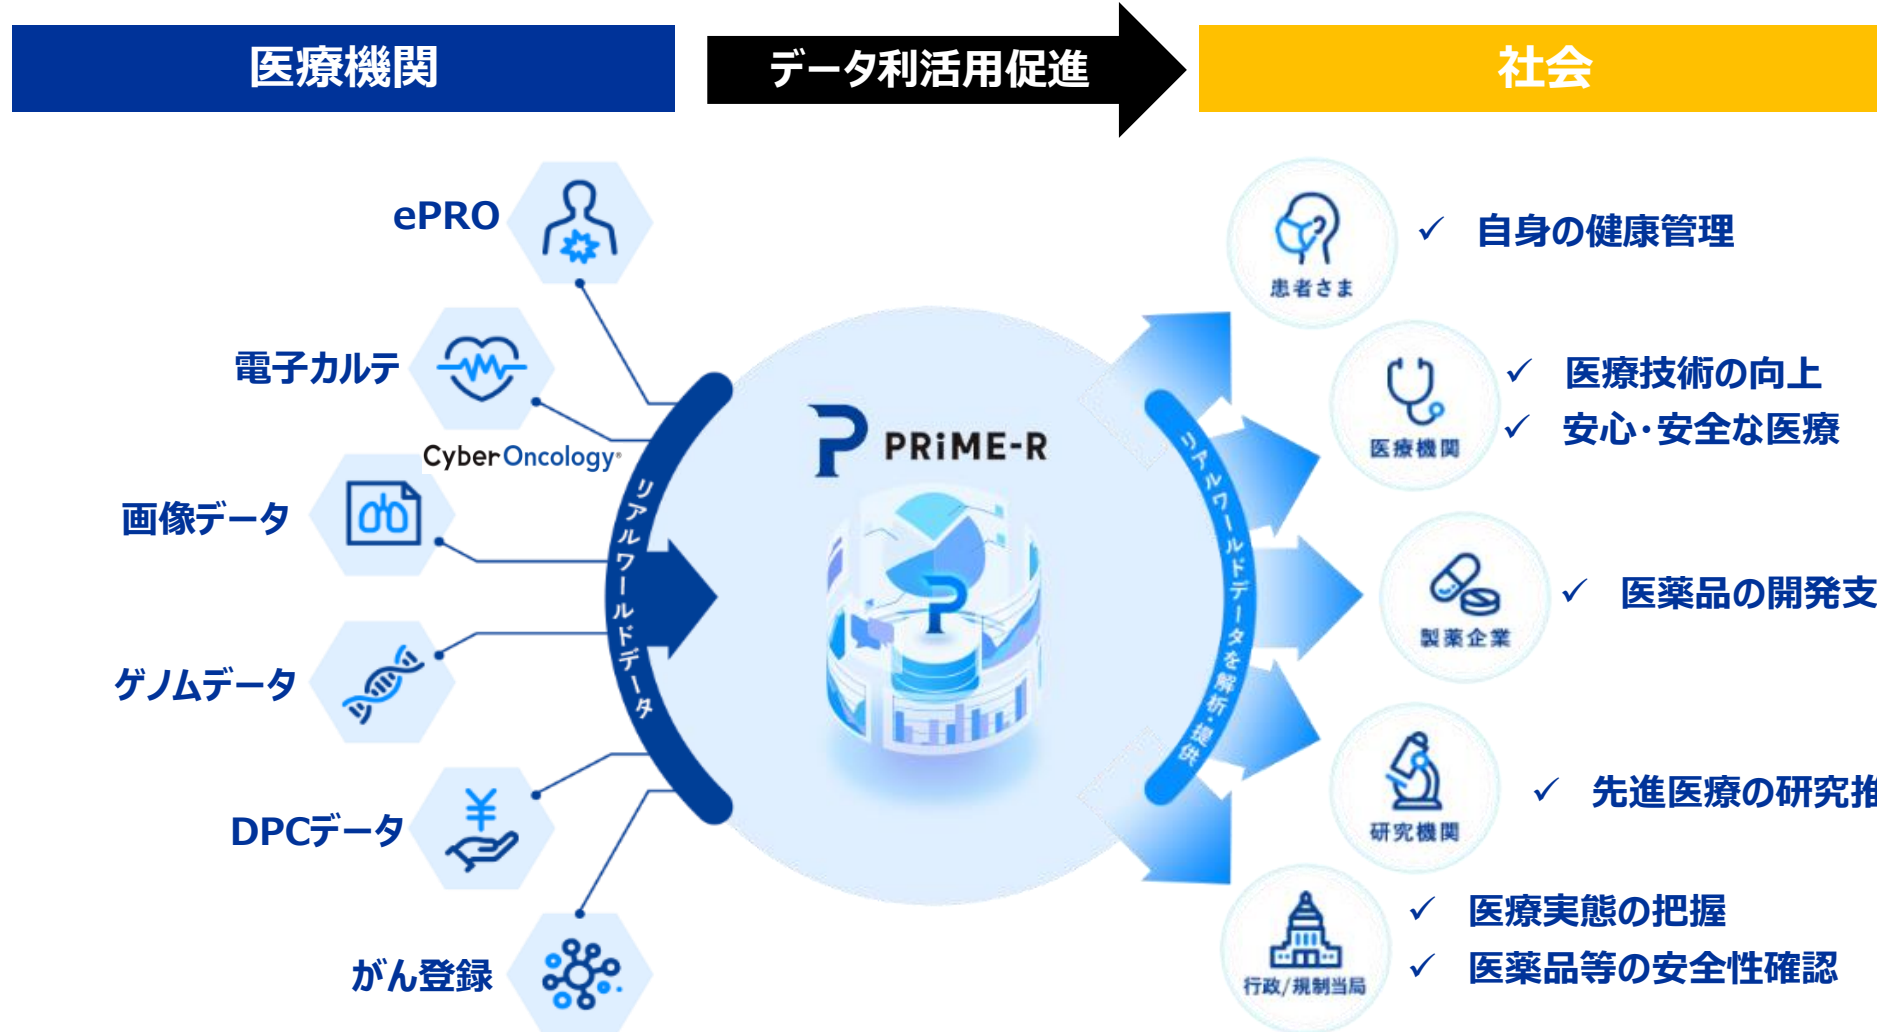 医療機関
データ利活用促進
社会
ePRO
電子カルテ
CyberOncology®
画像データ
ゲノムデータ
DPCデータ
がん登録
リアルワールドデータ
PRiME-R
リアルワールドデータを解析・提供
患者さま
✓ 自身の健康管理
医療機関
✓ 医療技術の向上
✓ 安心・安全な医療
製薬企業
✓ 医薬品の開発支
研究機関
✓ 先進医療の研究推
行政/規制当局
✓ 医療実態の把握
✓ 医薬品等の安全性確認